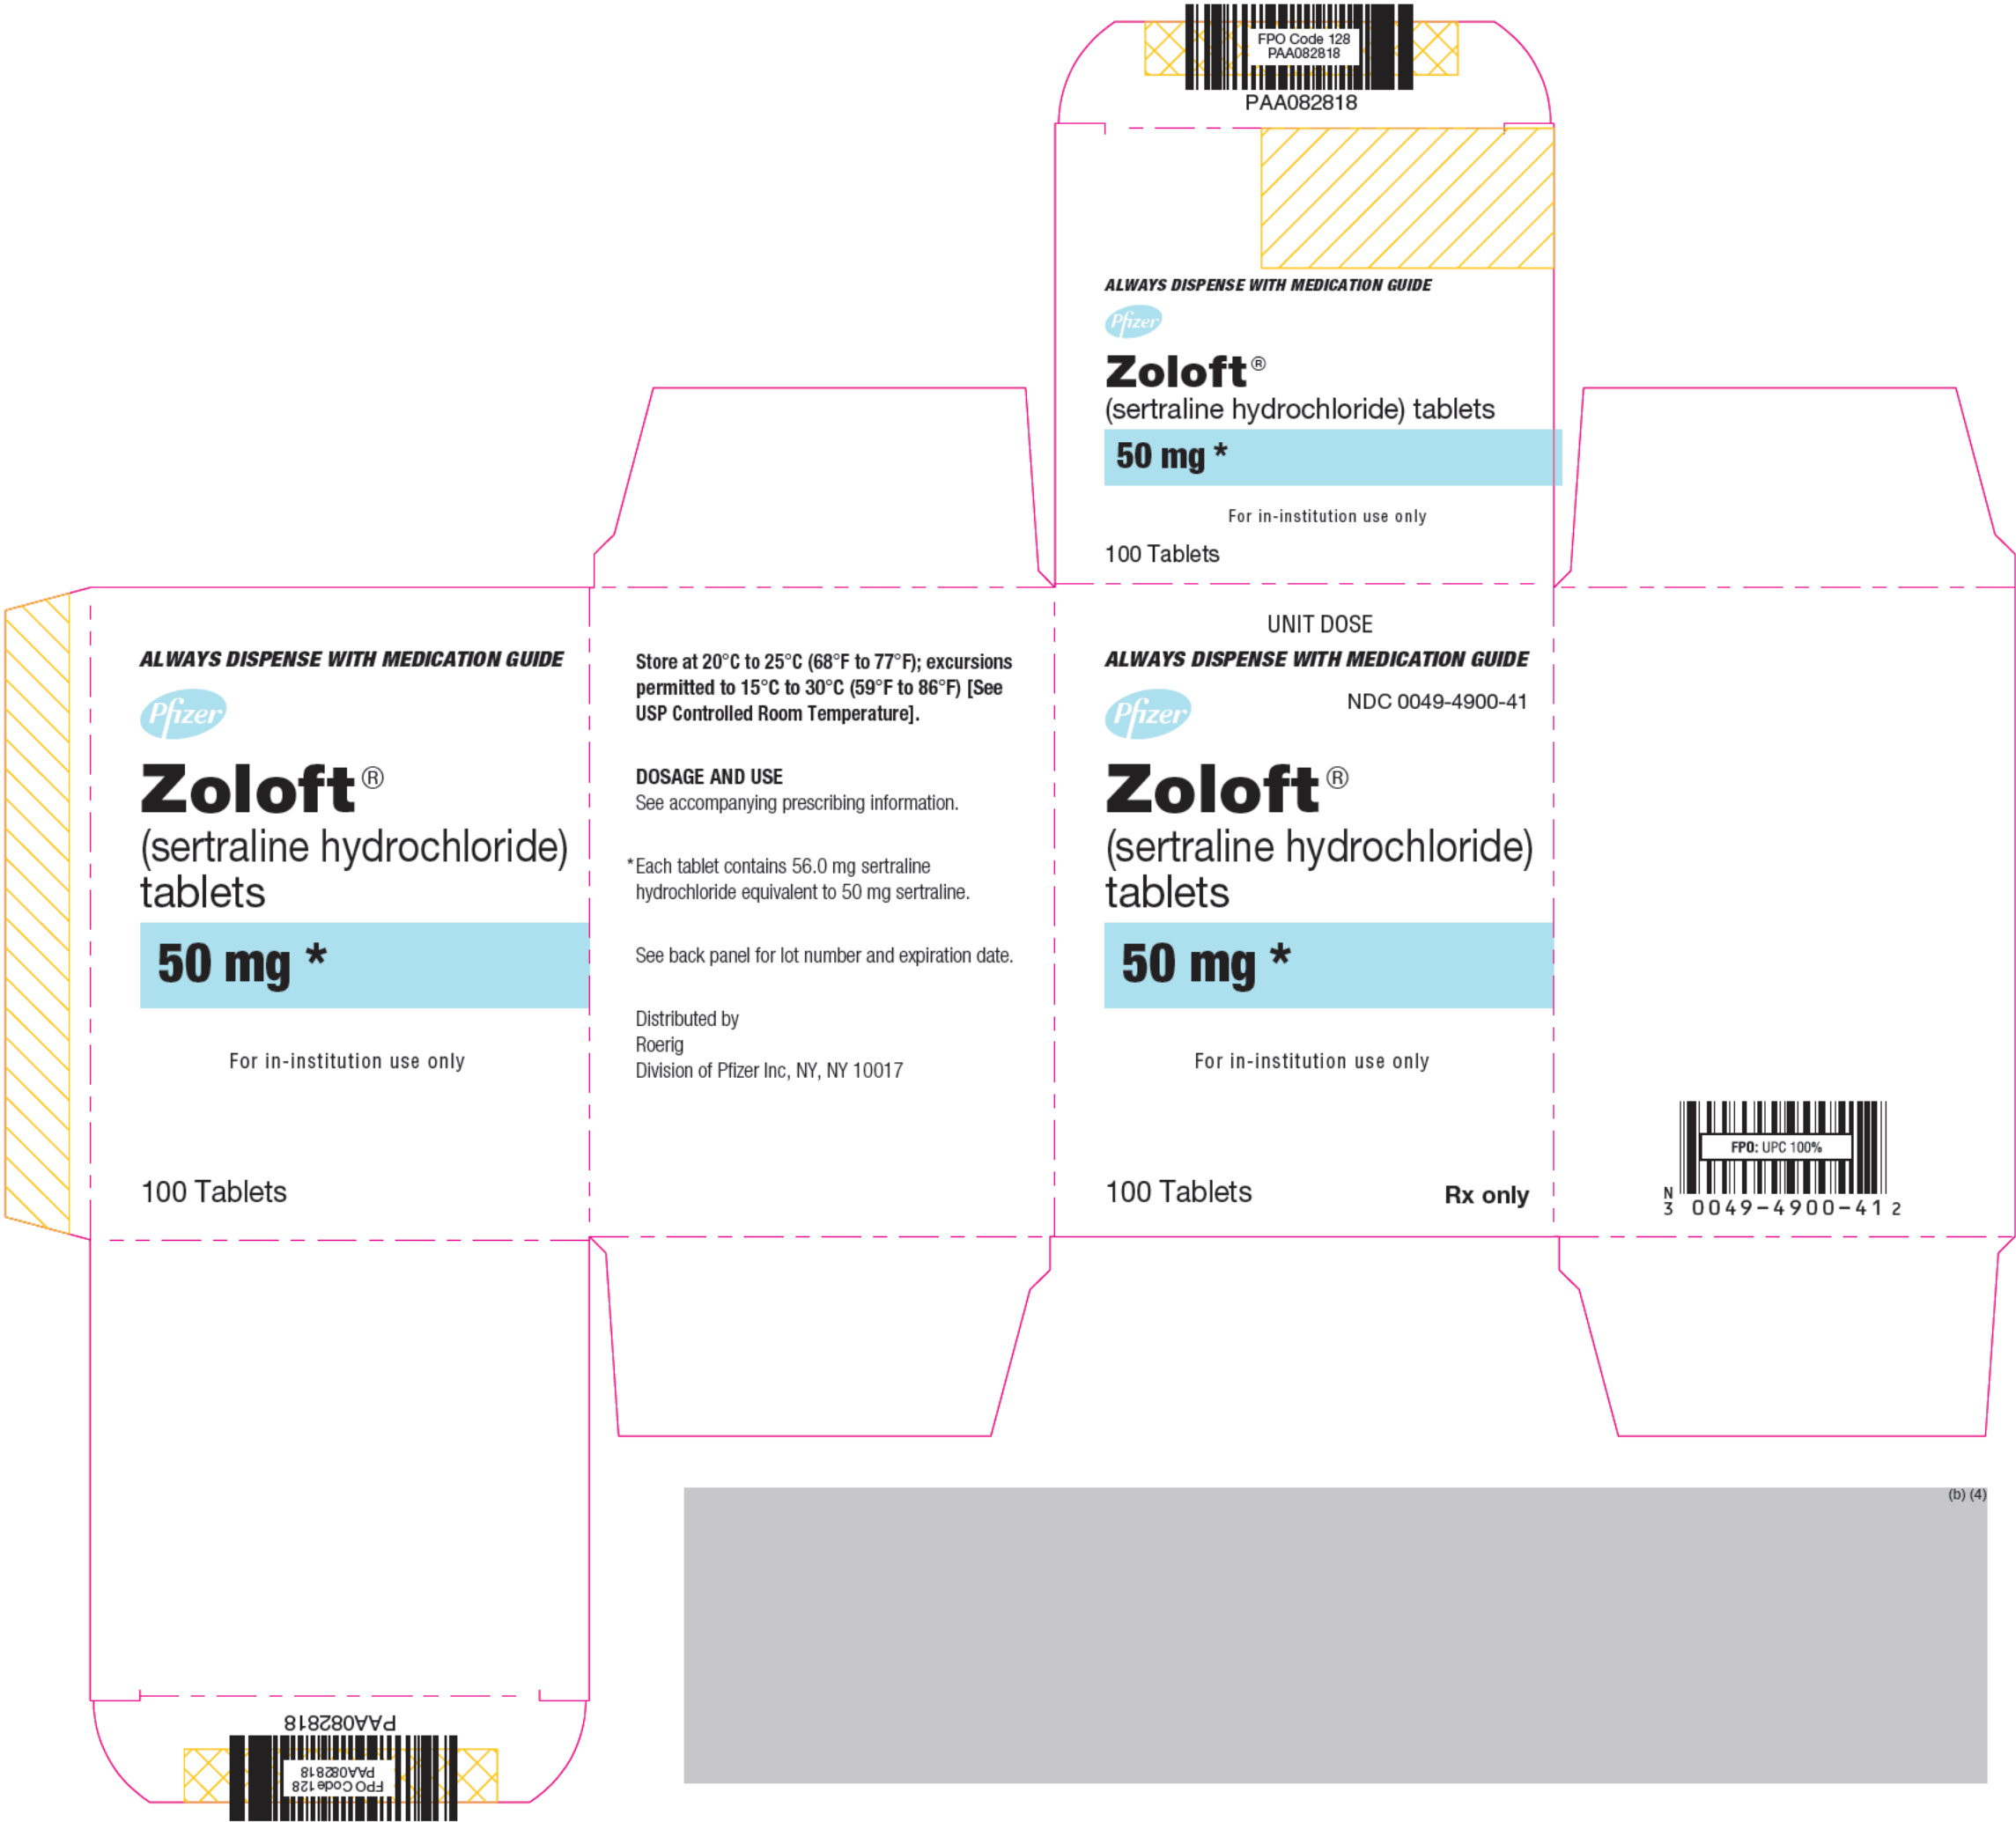 FPO Code 128
PAA082818
PAA082818
ALWAYS DISPENSE WITH MEDICATION GUIDE
Pfizer
Zoloft®
(sertraline hydrochloride) tablets
50 mg *
For in-institution use only
100 Tablets
ALWAYS DISPENSE WITH MEDICATION GUIDE
Pfizer
Zoloft®
(sertraline hydrochloride)
tablets
50 mg *
For in-institution use only
100 Tablets
Store at 20°C to 25°C (68°F to 77°F); excursions
permitted to 15°C to 30°C (59°F to 86°F) [See
USP Controlled Room Temperature].
DOSAGE AND USE
See accompanying prescribing information.
*Each tablet contains 56.0 mg sertraline
hydrochloride equivalent to 50 mg sertraline.
See back panel for lot number and expiration date.
Distributed by
Roerig
Division of Pfizer Inc, NY, NY 10017
UNIT DOSE
ALWAYS DISPENSE WITH MEDICATION GUIDE
Pfizer
NDC 0049-4900-41
Zoloft®
(sertraline hydrochloride)
tablets
50 mg *
For in-institution use only
100 Tablets
Rx only
FPO: UPC 100%
N
3 0049-4900-41 2
(b) (4)
PAA082818
PAA082818
FPO Code 128